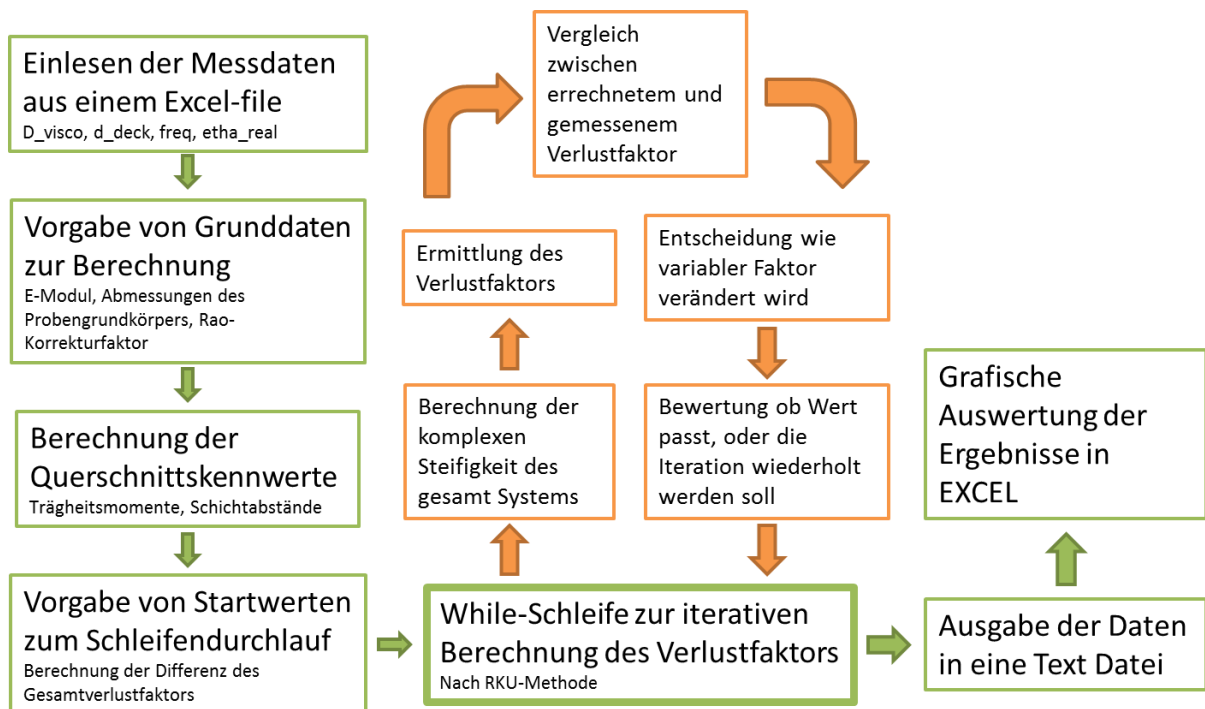 Einlesen der Messdaten
aus einem Excel-file
D_visco, d_deck, freq, etha_real
Vorgabe von Grunddaten
zur Berechnung
E-Modul, Abmessungen des
Probengrundkörpers, Rao-
Korrekturfaktor
Berechnung der
Querschnittskennwerte
Trägheitsmomente, Schichtabstände
Vorgabe von Startwerten
zum Schleifendurchlauf
Berechnung der Differenz des
Gesamtverlustfaktors
While-Schleife zur iterativen
Berechnung des Verlustfaktors
Nach RKU-Methode
Berechnung der
komplexen
Steifigkeit des
gesamt Systems
Ermittlung des
Verlustfaktors
Vergleich
zwischen
errechnetem und
gemessenem
Verlustfaktor
Entscheidung wie
variabler Faktor
verändert wird
Bewertung ob Wert
passt, oder die
Iteration wiederholt
werden soll
Ausgabe der Daten
in eine Text Datei
Grafische
Auswertung der
Ergebnisse in
EXCEL